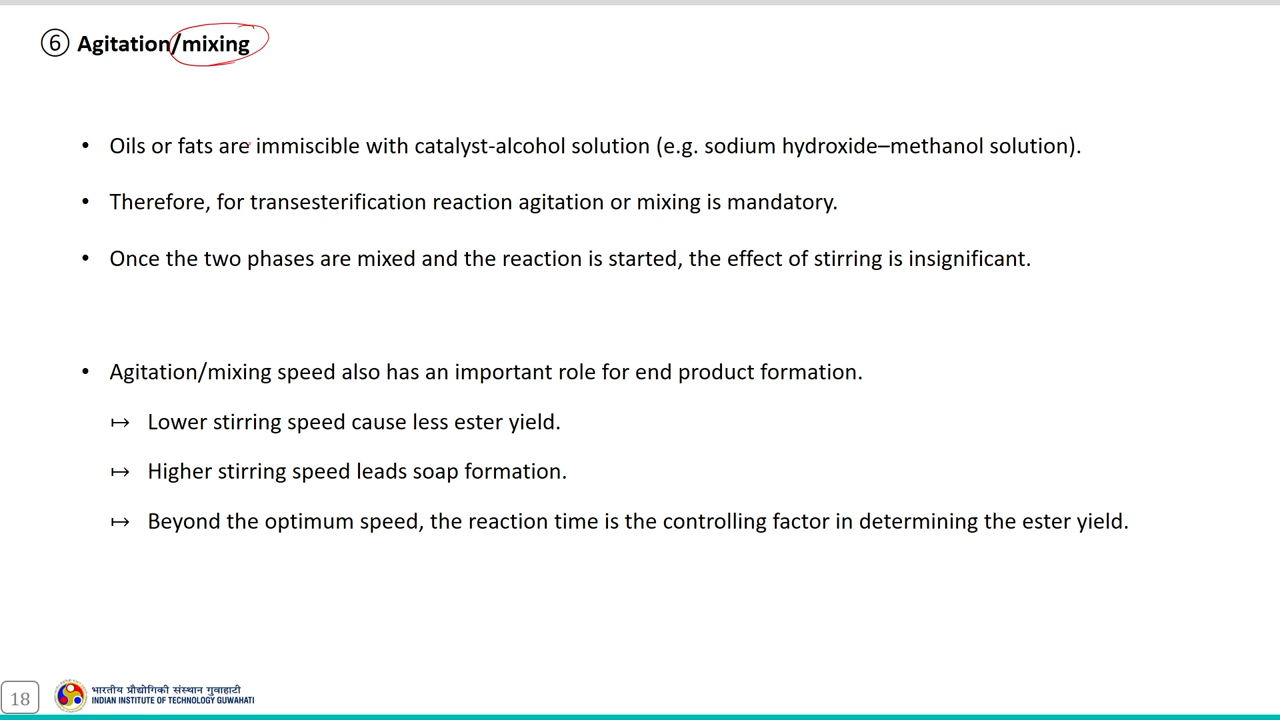 ⑥ Agitation/mixing
• Oils or fats are immiscible with catalyst-alcohol solution (e.g. sodium hydroxide–methanol solution).
• Therefore, for transesterification reaction agitation or mixing is mandatory.
• Once the two phases are mixed and the reaction is started, the effect of stirring is insignificant.
• Agitation/mixing speed also has an important role for end product formation.
↦ Lower stirring speed cause less ester yield.
↦ Higher stirring speed leads soap formation.
↦ Beyond the optimum speed, the reaction time is the controlling factor in determining the ester yield.
18
भारतीय प्रौद्योगिकी संस्थान गुवाहाटी
INDIAN INSTITUTE OF TECHNOLOGY GUWAHATI